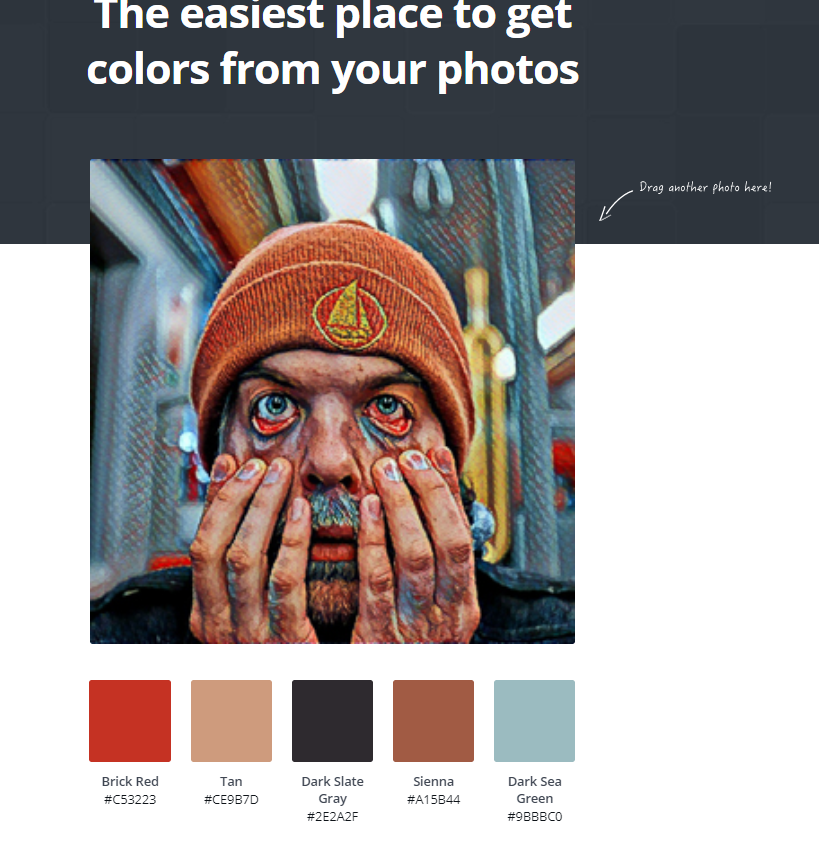 The easiest place to get
colors from your photos
Drag another photo here!
Brick Red
#C53223
Tan
#CE9B7D
Dark Slate
Gray
#2E2A2F
Sienna
#A15B44
Dark Sea
Green
#9BBBC0